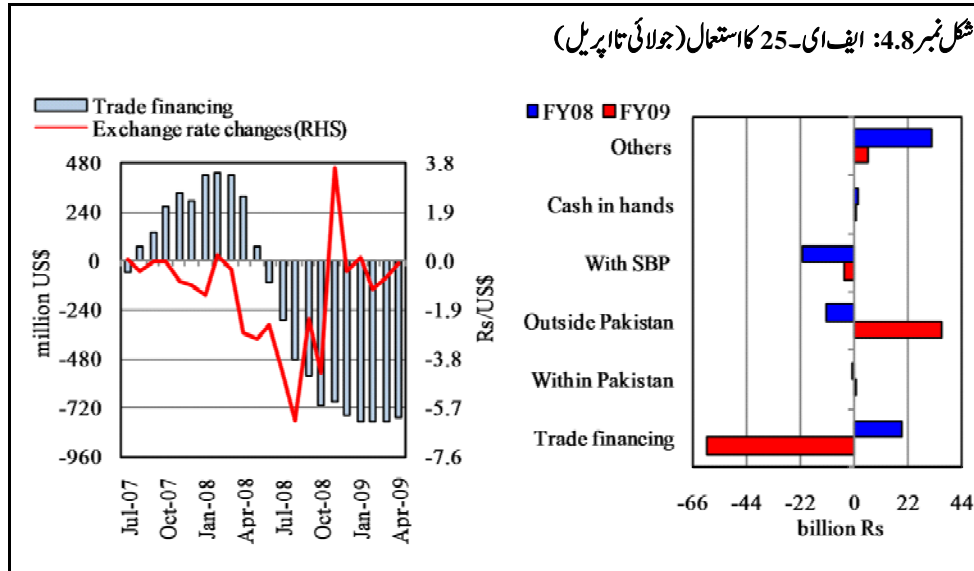 شکل نمبر 4.8: ایف ای۔25 کا استعمال (جولائی تا اپریل)
Trade financing
Exchange rate changes(RHS)
480
240
0
-240
-480
-720
-960
million US$
3.8
1.9
0.0
-1.9
-3.8
-5.7
-7.6
Rs/US$
Jul-07
Oct-07
Jan-08
Apr-08
Jul-08
Oct-08
Jan-09
Apr-09
FY08 FY09
Others
Cash in hands
With SBP
Outside Pakistan
Within Pakistan
Trade financing
-66 -44 -22 0 22 44
billion Rs